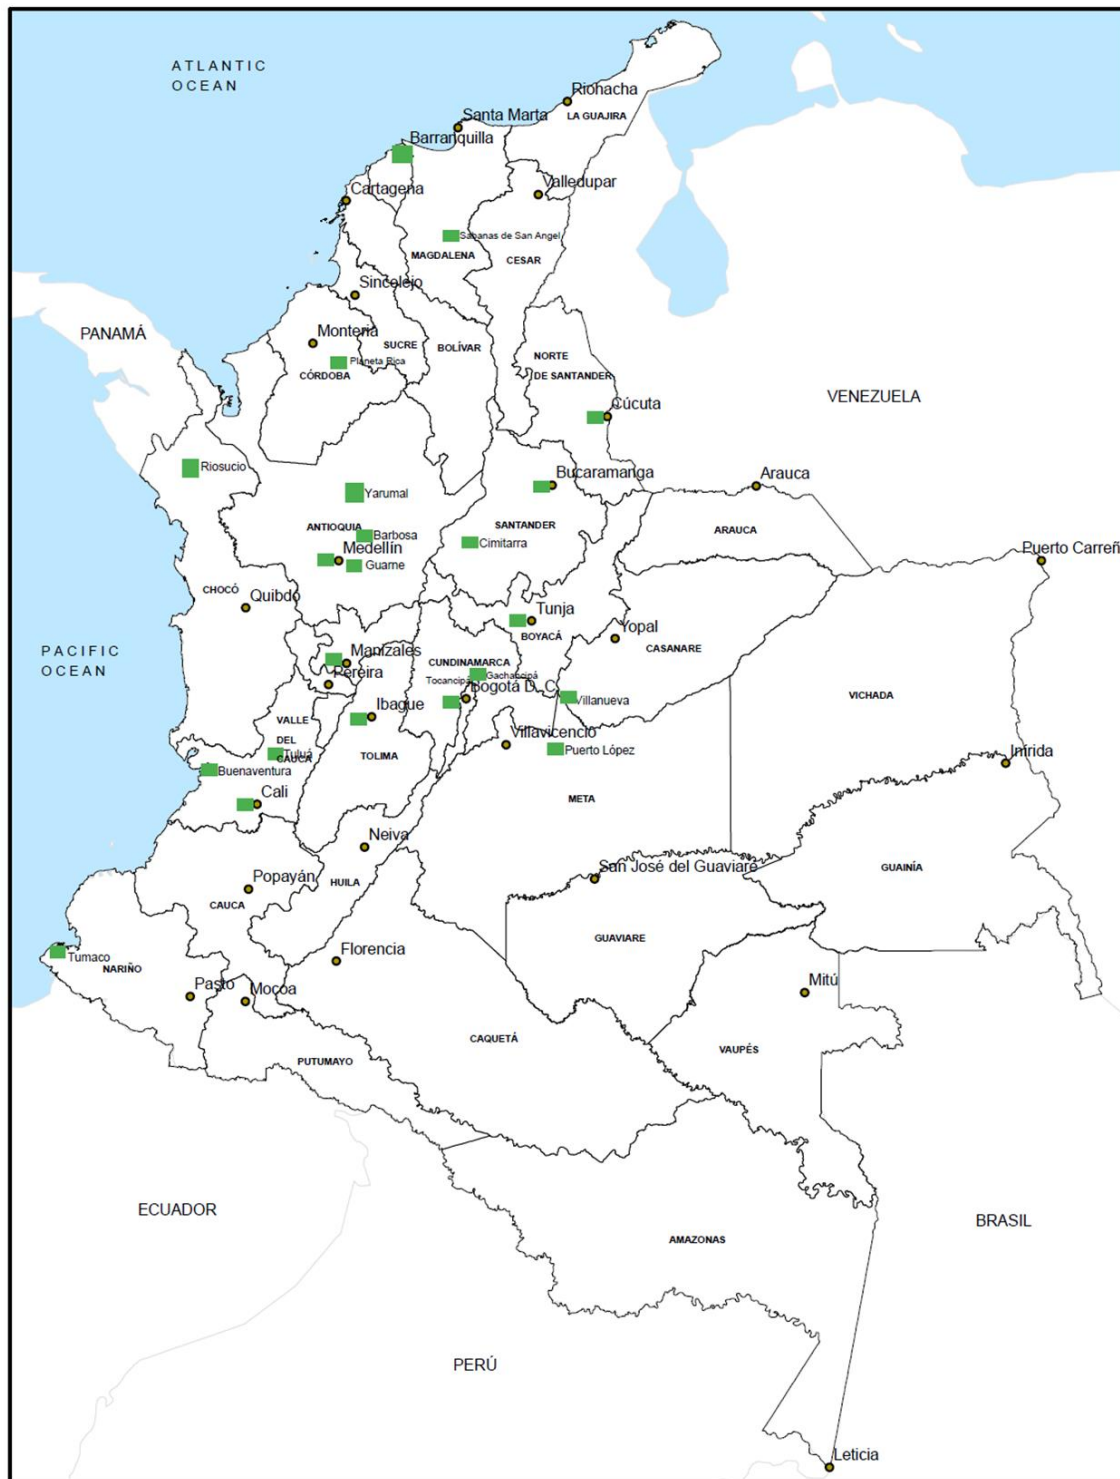 ATLANTIC
OCEAN
Riohacha
LA GUAJIRA
Santa Marta
Barranquilla
Valledupar
Cartagena
Sabanas de San Angel
MAGDALENA
CESAR
Sincelejo
PANAMÁ
Montería
SUCRE
BOLÍVAR
Planeta Rica
CÓRDOBA
NORTE
DE SANTANDER
VENEZUELA
Cúcuta
Riosucio
Bucaramanga
Arauca
Yarumal
ANTIOQUIA
SANTANDER
ARAUCA
Barbosa
Cimitarra
Medellín
Puerto Carreñ
Guarne
CHOCÓ
Quibdó
Tunja
BOYACÁ
Yopal
CASANARE
PACIFIC
OCEAN
Manizales
CUNDINAMARCA
Pereira
Tocancipá
Gachancipá
Bogotá D. C
VICHADA
Villanueva
Ibague
VALLE
DEL
CAUCA
Tuluá
Villavicencio
Puerto López
TOLIMA
Inírida
Buenaventura
META
Cali
Neiva
San José del Guaviare
GUAINÍA
Popayán
HUILA
CAUCA
GUAVIARE
Florencia
Tumaco
NARIÑO
Pasto
Mocoa
Mitú
CAQUETÁ
VAUPÉS
PUTUMAYO
ECUADOR
BRASIL
AMAZONAS
PERÚ
Leticia